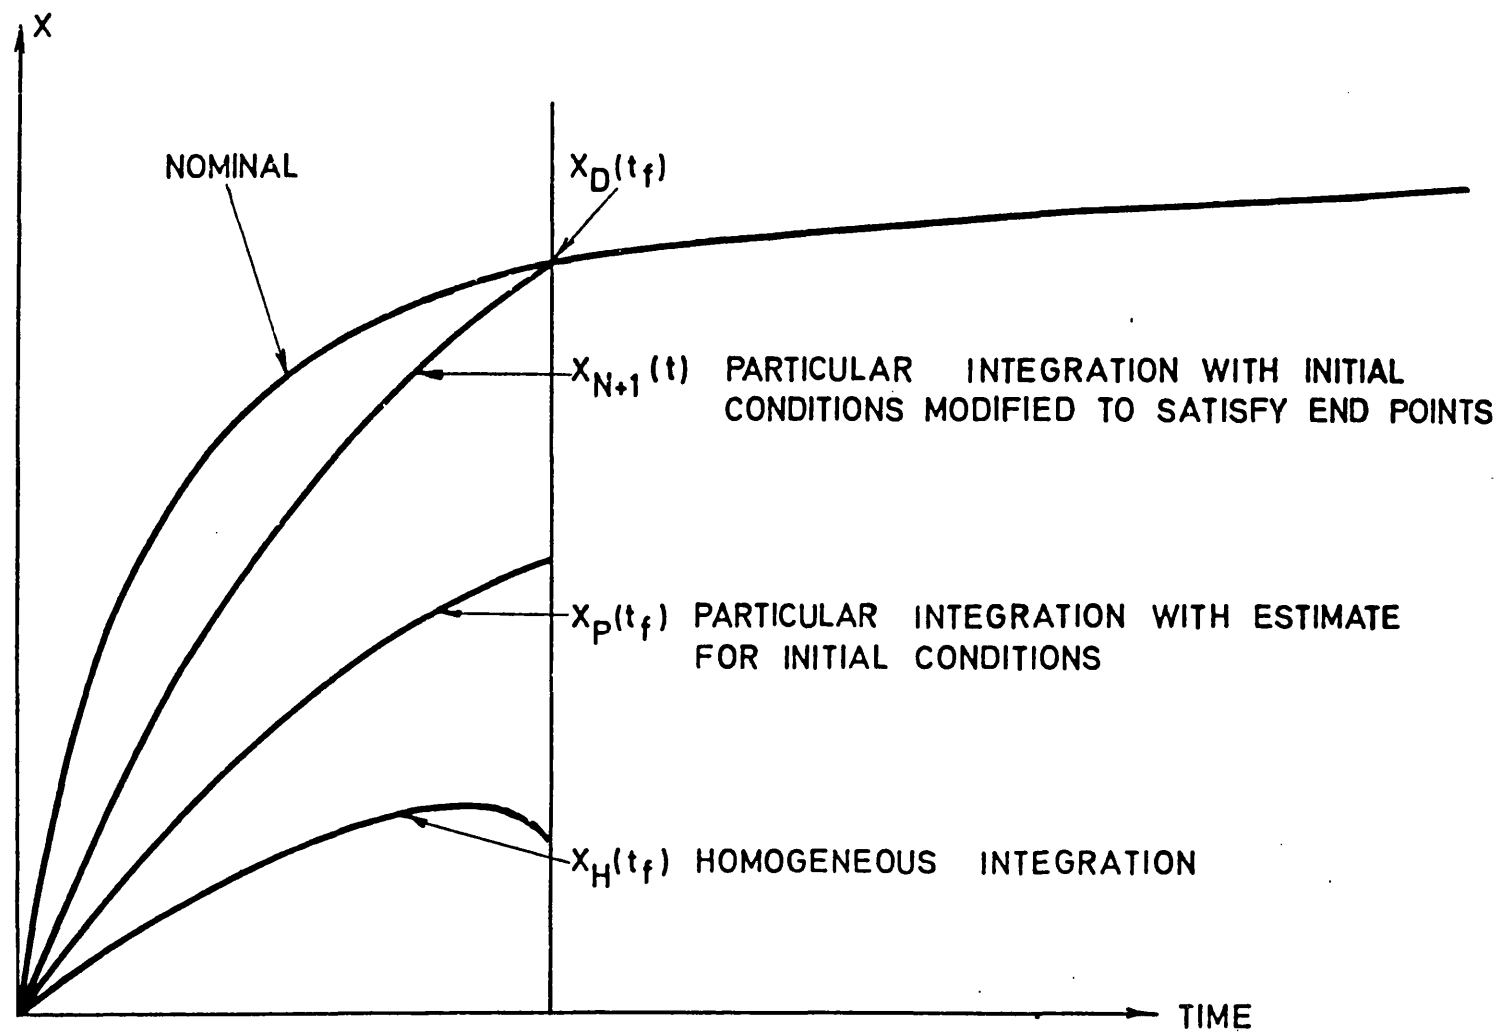 X
NOMINAL
X_D(t_f)
X_{N+1}(t) PARTICULAR INTEGRATION WITH INITIAL
CONDITIONS MODIFIED TO SATISFY END POINTS
X_P(t_f) PARTICULAR INTEGRATION WITH ESTIMATE
FOR INITIAL CONDITIONS
X_H(t_f) HOMOGENEOUS INTEGRATION
TIME